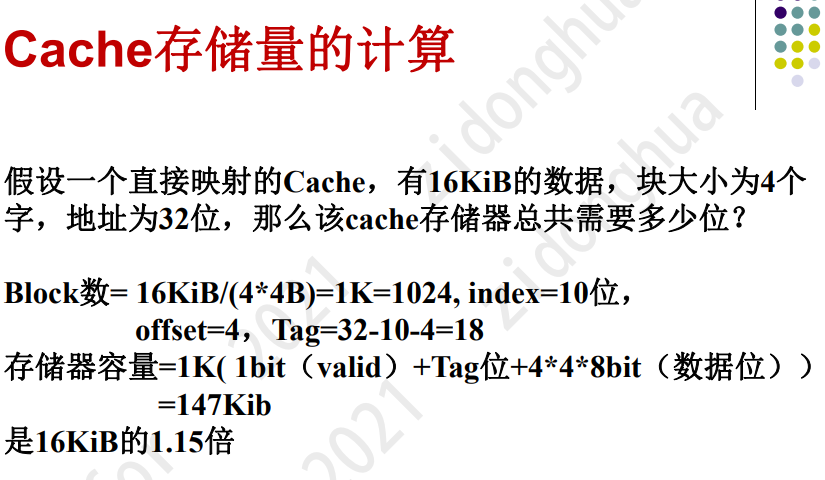 Cache存储量的计算
假设一个直接映射的Cache，有16KiB的数据，块大小为4个
字，地址为32位，那么该cache存储器总共需要多少位？
Block数= 16KiB/(4*4B)=1K=1024, index=10位，
offset=4，Tag=32-10-4=18
存储器容量=1K( 1bit（valid）+Tag位+4*4*8bit（数据位））
=147Kib
是16KiB的1.15倍
zidonghua
zidonghua
2021
2021
for